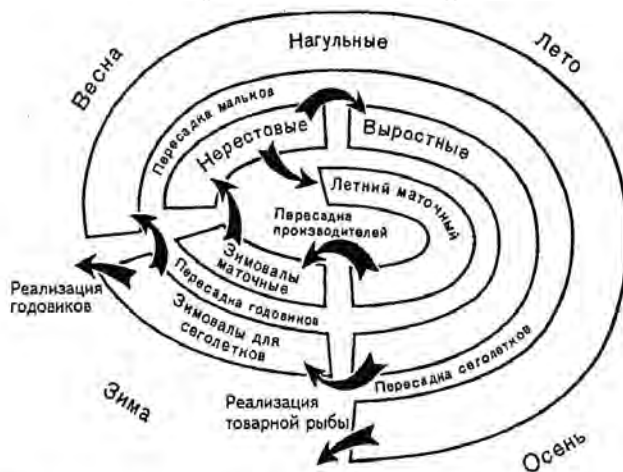 Весна
Нагульные
Лето
Пересадка мальков
Нерестовые
Выростные
Летний маточный
Пересадка
производителей
Зимовалы
маточные
Пересадка годовиков
Зимовалы для
сеголетков
Реализация
годовиков
Пересадка сеголетков
Зима
Реализация
товарной рыбы
Осень